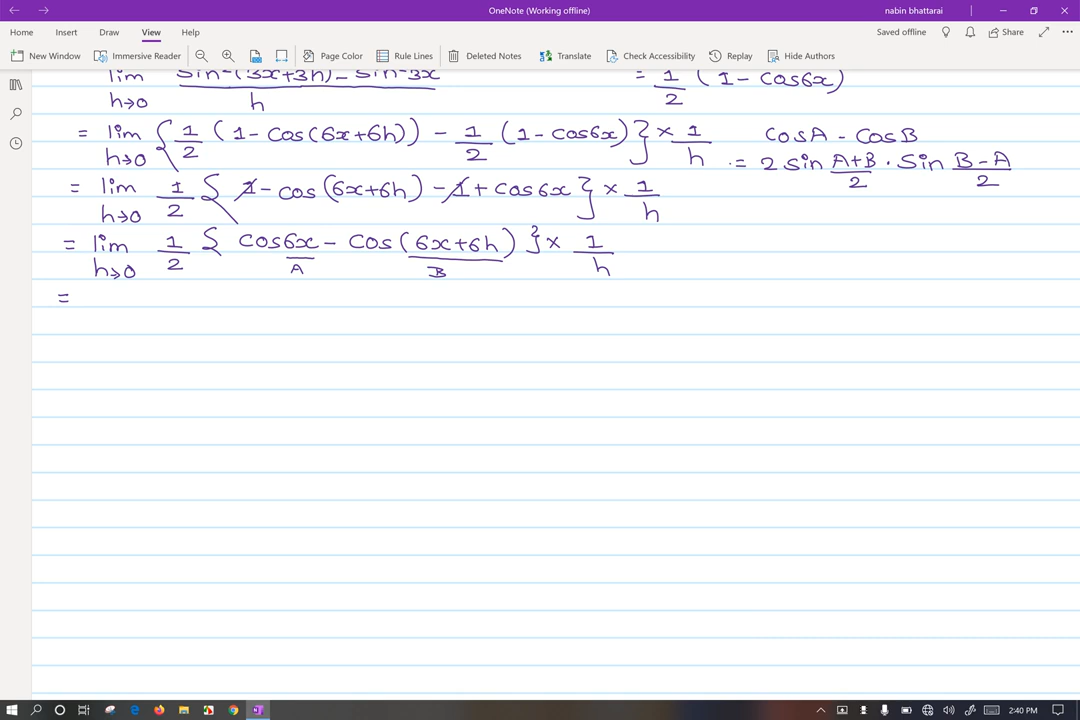 OneNote (Working offline)
nabin bhattarai
Home Insert Draw View Help
Saved offline
Share
New Window Immersive Reader Page Color Rule Lines Deleted Notes Translate Check Accessibility Replay Hide Authors
lim sin²(3x+3h) - sin²3x
h→0 h
= 1/2 (1 - cos6x)
= lim h→0 { 1/2 (1 - cos(6x+6h)) - 1/2 (1 - cos6x) } × 1/h
cosA - cosB
= 2 sin A+B/2 · sin B-A/2
= lim h→0 1/2 { 1 - cos(6x+6h) - 1 + cos6x } × 1/h
= lim h→0 1/2 { cos6x - cos(6x+6h) } × 1/h
A B
=
2:40 PM